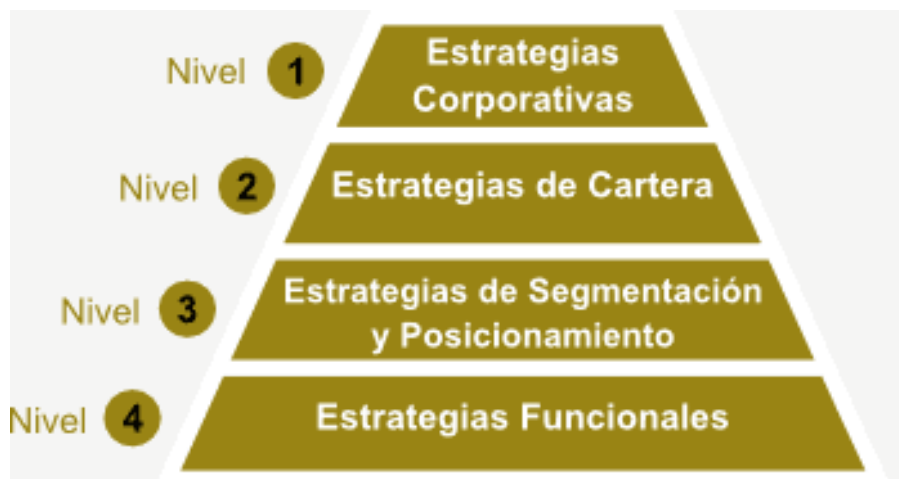 Nivel 1
Estrategias
Corporativas
Nivel 2
Estrategias de Cartera
Nivel 3
Estrategias de Segmentación
y Posicionamiento
Nivel 4
Estrategias Funcionales